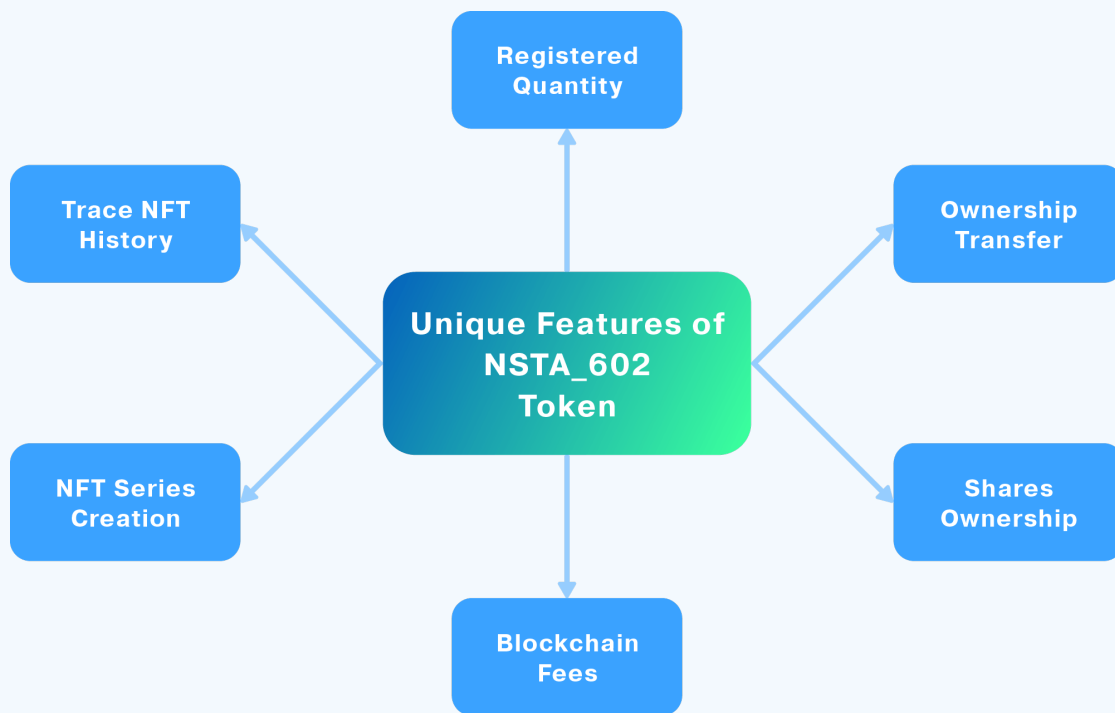 Registered
Quantity
Trace NFT
History
Ownership
Transfer
Unique Features of
NSTA_602
Token
NFT Series
Creation
Shares
Ownership
Blockchain
Fees